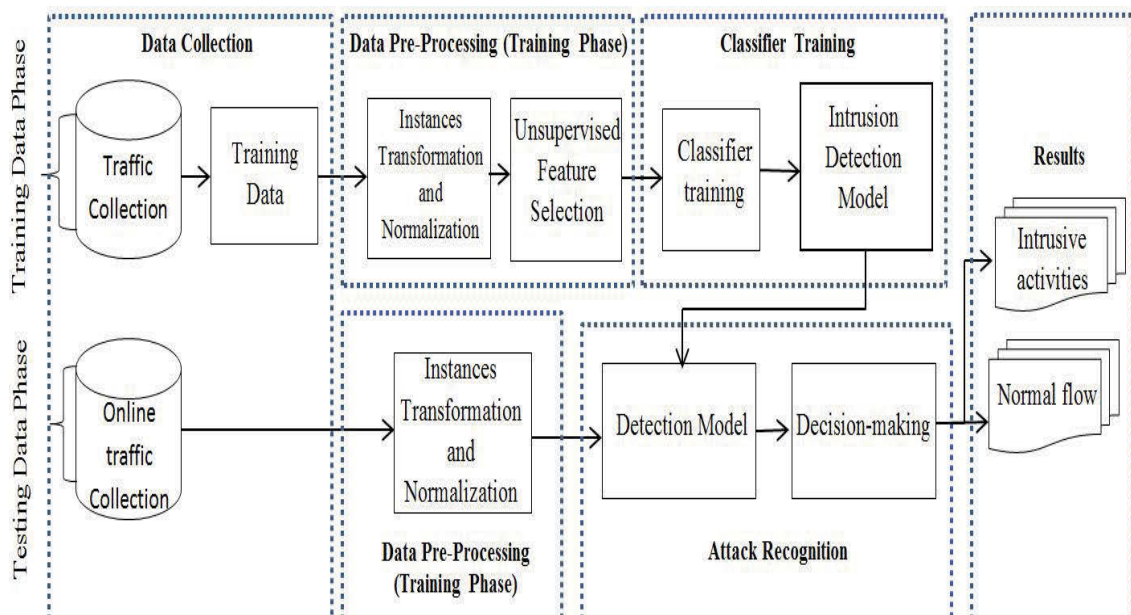 Training Data Phase
Data Collection
Traffic
Collection
Training
Data
Data Pre-Processing (Training Phase)
Instances
Transformation
and
Normalization
Unsupervised
Feature
Selection
Classifier Training
Classifier
training
Intrusion
Detection
Model
Results
Intrusive
activities
Normal flow
Testing Data Phase
Online
traffic
Collection
Instances
Transformation
and
Normalization
Data Pre-Processing
(Training Phase)
Detection Model
Decision-making
Attack Recognition